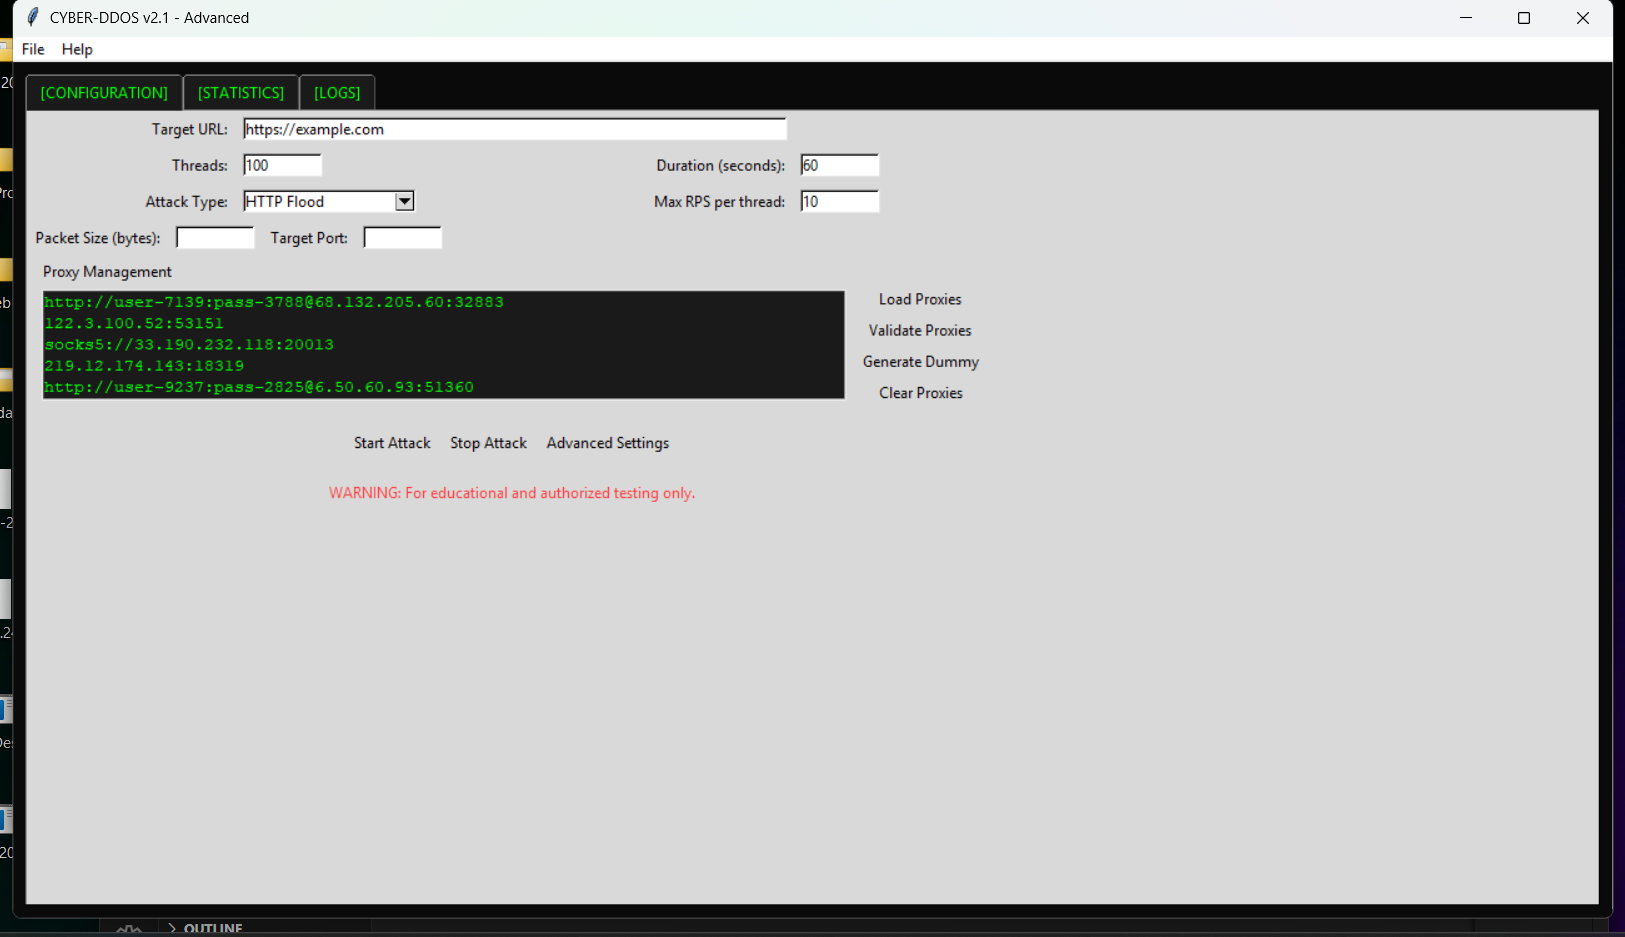 CYBER-DDOS v2.1 - Advanced
File Help
[CONFIGURATION] [STATISTICS] [LOGS]
Target URL: https://example.com
Threads: 100 Duration (seconds): 60
Attack Type: HTTP Flood Max RPS per thread: 10
Packet Size (bytes): Target Port:
Proxy Management
http://user-7139:pass-3788@68.132.205.60:32883
122.3.100.52:53151
socks5://33.190.232.118:20013
219.12.174.143:18319
http://user-9237:pass-2825@6.50.60.93:51360
Load Proxies
Validate Proxies
Generate Dummy
Clear Proxies
Start Attack Stop Attack Advanced Settings
WARNING: For educational and authorized testing only.
OUTLINE